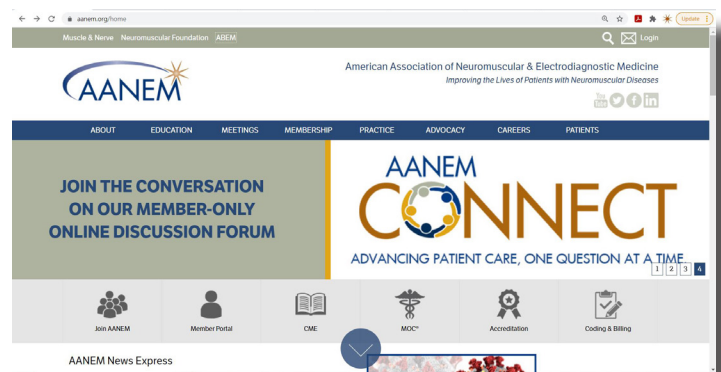 aanem.org/home
Update
Muscle & Nerve Neuromuscular Foundation ABEM
Login
AANEM
American Association of Neuromuscular & Electrodiagnostic Medicine
Improving the Lives of Patients with Neuromuscular Diseases
You Tube
ABOUT EDUCATION MEETINGS MEMBERSHIP PRACTICE ADVOCACY CAREERS PATIENTS
JOIN THE CONVERSATION
ON OUR MEMBER-ONLY
ONLINE DISCUSSION FORUM
AANEM
CONNECT
ADVANCING PATIENT CARE, ONE QUESTION AT A TIME
1 2 3 4
Join AANEM Member Portal CME MOC® Accreditation Coding & Billing
AANEM News Express